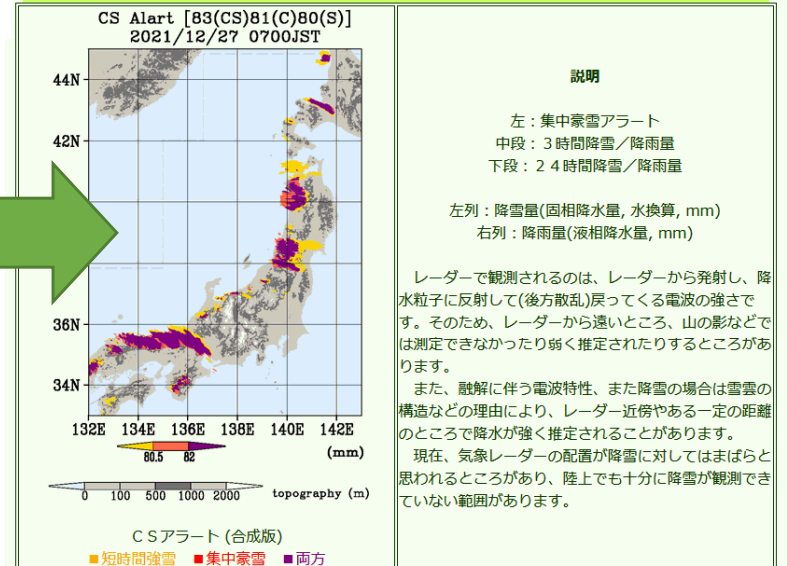 CS Alart [83(CS)81(C)80(S)]
2021/12/27 0700JST
44N
42N
36N
34N
132E 134E 136E 138E 140E 142E
80.5 82
(mm)
0 100 500 1000 2000
topography (m)
ＣＳアラート (合成版)
■短時間強雪 ■集中豪雪 ■両方
説明
左：集中豪雪アラート
中段：３時間降雪／降雨量
下段：２４時間降雪／降雨量
左列：降雪量(固相降水量, 水換算, mm)
右列：降雨量(液相降水量, mm)
レーダーで観測されるのは、レーダーから発射し、降
水粒子に反射して(後方散乱)戻ってくる電波の強さで
す。そのため、レーダーから遠いところ、山の影などで
は測定できなかったり弱く推定されたりするところがあ
ります。
また、融解に伴う電波特性、また降雪の場合は雪雲の
構造などの理由により、レーダー近傍やある一定の距離
のところで降水が強く推定されることがあります。
現在、気象レーダーの配置が降雪に対してはまばらと
思われるところがあり、陸上でも十分に降雪が観測でき
ていない範囲があります。